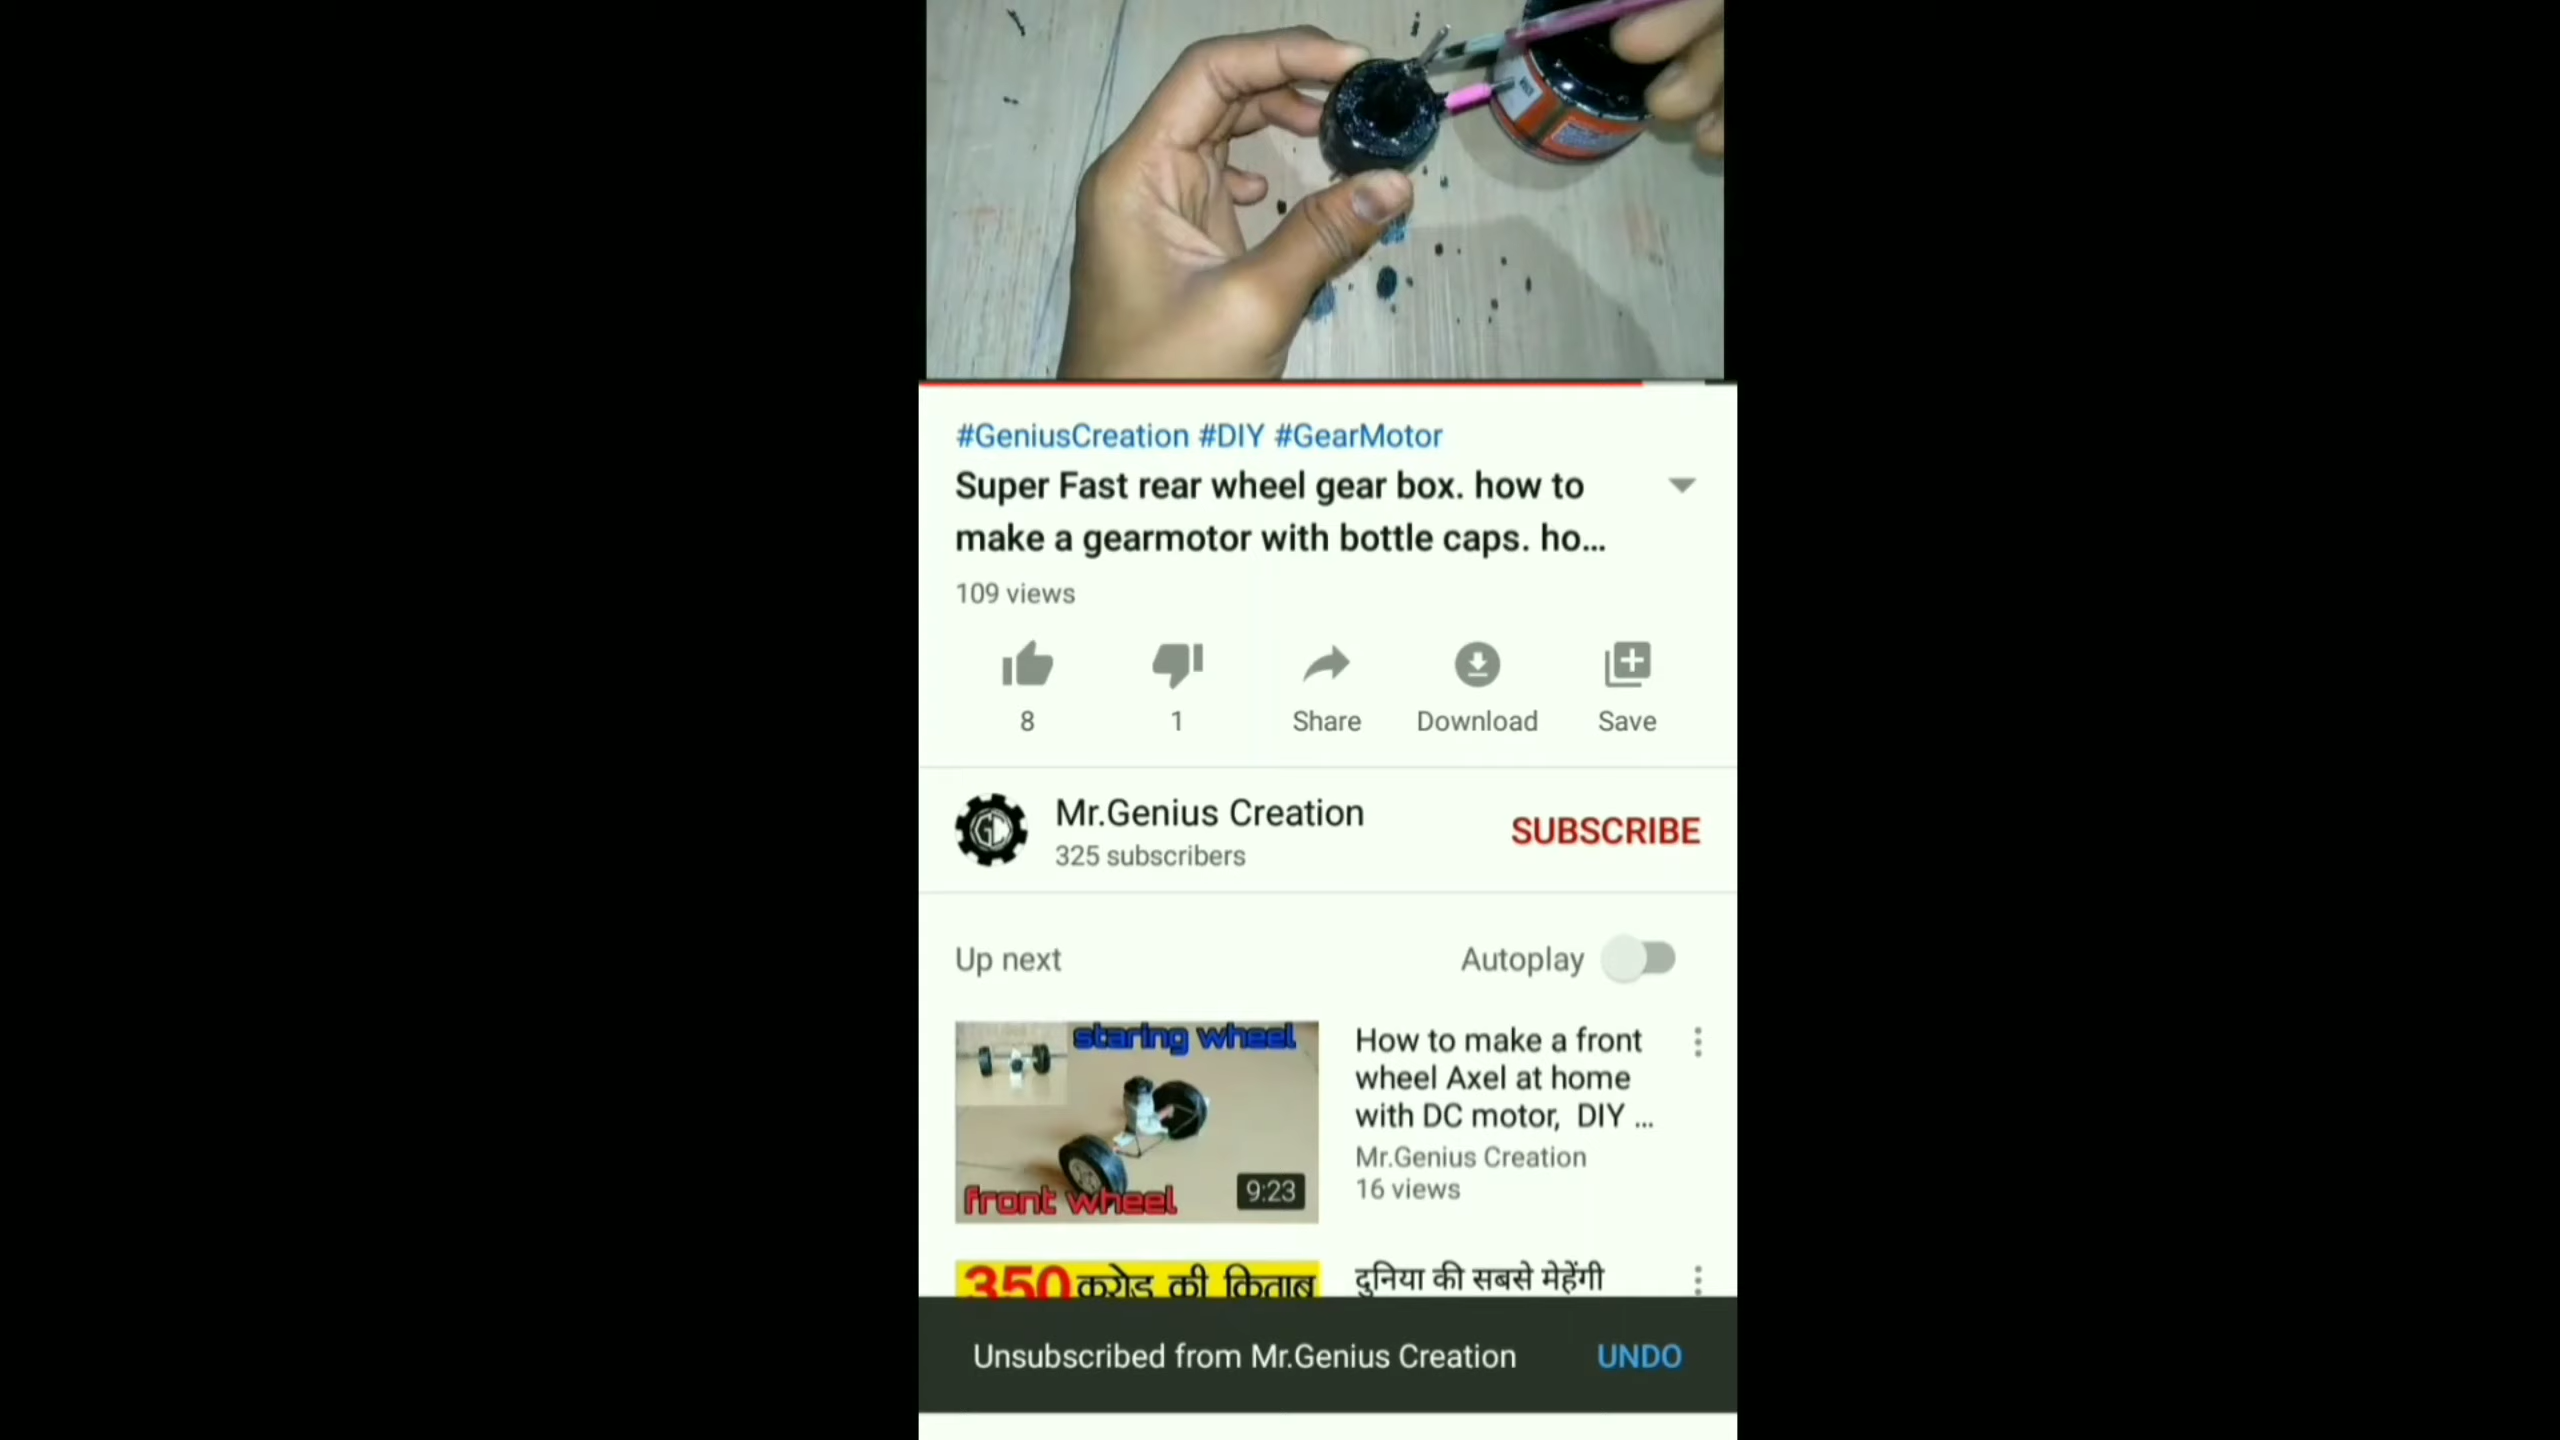 #GeniusCreation #DIY #GearMotor
Super Fast rear wheel gear box. how to
make a gearmotor with bottle caps. ho...
109 views
8
1
Share
Download
Save
GC
Mr.Genius Creation
325 subscribers
SUBSCRIBE
Up next
Autoplay
staring wheel
front wheel
9:23
How to make a front
wheel Axel at home
with DC motor, DIY ...
Mr.Genius Creation
16 views
350 करोड़ की किताब
दुनिया की सबसे मेहेंगी
Unsubscribed from Mr.Genius Creation
UNDO